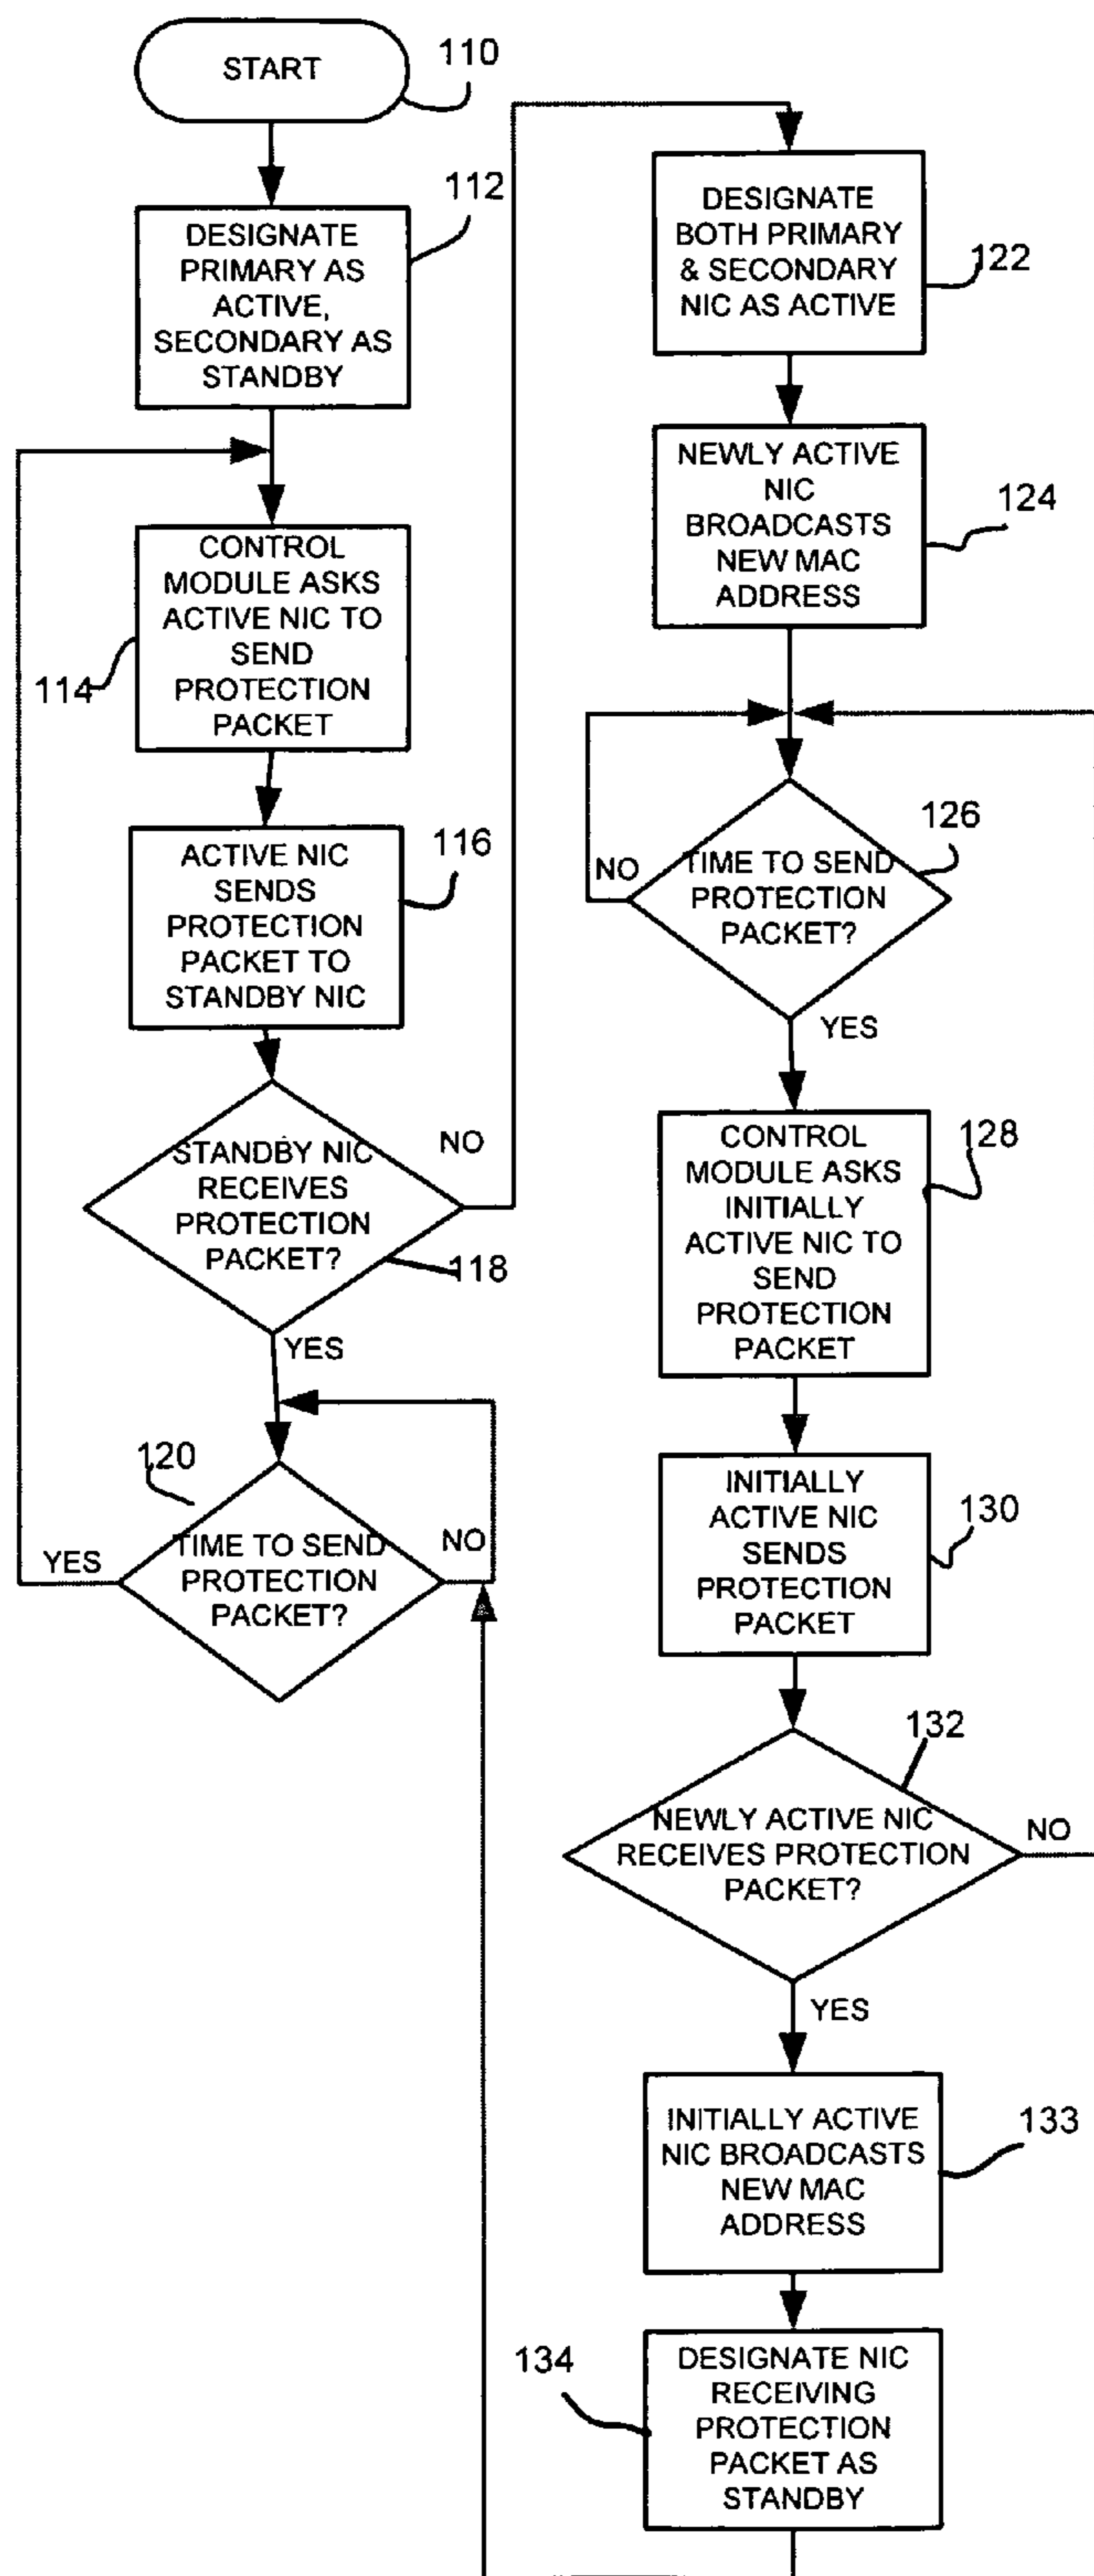 START
110
DESIGNATE
PRIMARY AS
ACTIVE,
SECONDARY AS
STANDBY
112
CONTROL
MODULE ASKS
ACTIVE NIC TO
SEND
PROTECTION
PACKET
114
ACTIVE NIC
SENDS
PROTECTION
PACKET TO
STANDBY NIC
116
STANDBY NIC
RECEIVES
PROTECTION
PACKET?
NO
118
YES
120
TIME TO SEND
PROTECTION
PACKET?
YES
NO
DESIGNATE
BOTH PRIMARY
& SECONDARY
NIC AS ACTIVE
122
NEWLY ACTIVE
NIC
BROADCASTS
NEW MAC
ADDRESS
124
TIME TO SEND
PROTECTION
PACKET?
126
NO
YES
CONTROL
MODULE ASKS
INITIALLY
ACTIVE NIC TO
SEND
PROTECTION
PACKET
128
INITIALLY
ACTIVE NIC
SENDS
PROTECTION
PACKET
130
132
NEWLY ACTIVE NIC
RECEIVES PROTECTION
PACKET?
NO
YES
INITIALLY ACTIVE
NIC BROADCASTS
NEW MAC
ADDRESS
133
134
DESIGNATE NIC
RECEIVING
PROTECTION
PACKET AS
STANDBY